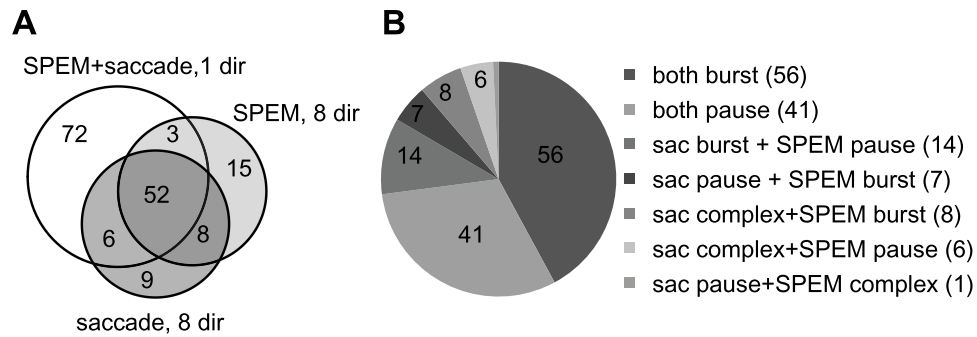 A
SPEM+saccade,1 dir
SPEM, 8 dir
72
3
15
52
6
8
9
saccade, 8 dir
B
6
8
7
14
56
41
both burst (56)
both pause (41)
sac burst + SPEM pause (14)
sac pause + SPEM burst (7)
sac complex+SPEM burst (8)
sac complex+SPEM pause (6)
sac pause+SPEM complex (1)